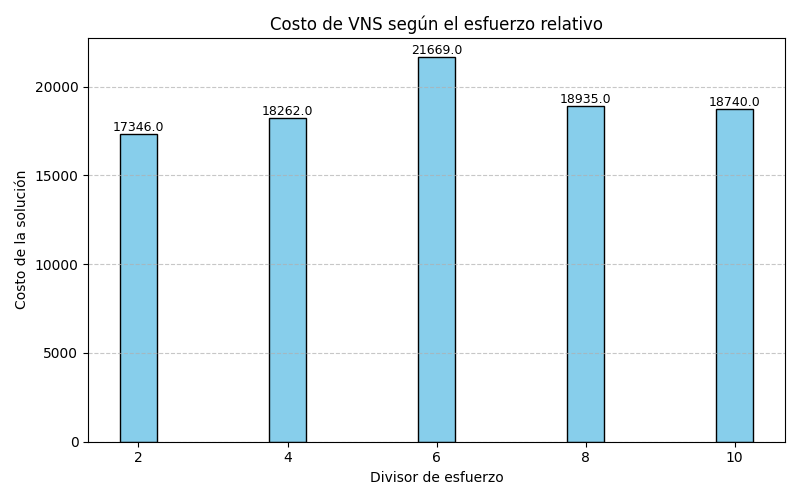 Costo de VNS según el esfuerzo relativo
21669.0
18935.0
18740.0
18262.0
17346.0
20000
15000
10000
5000
0
Costo de la solución
2 4 6 8 10
Divisor de esfuerzo